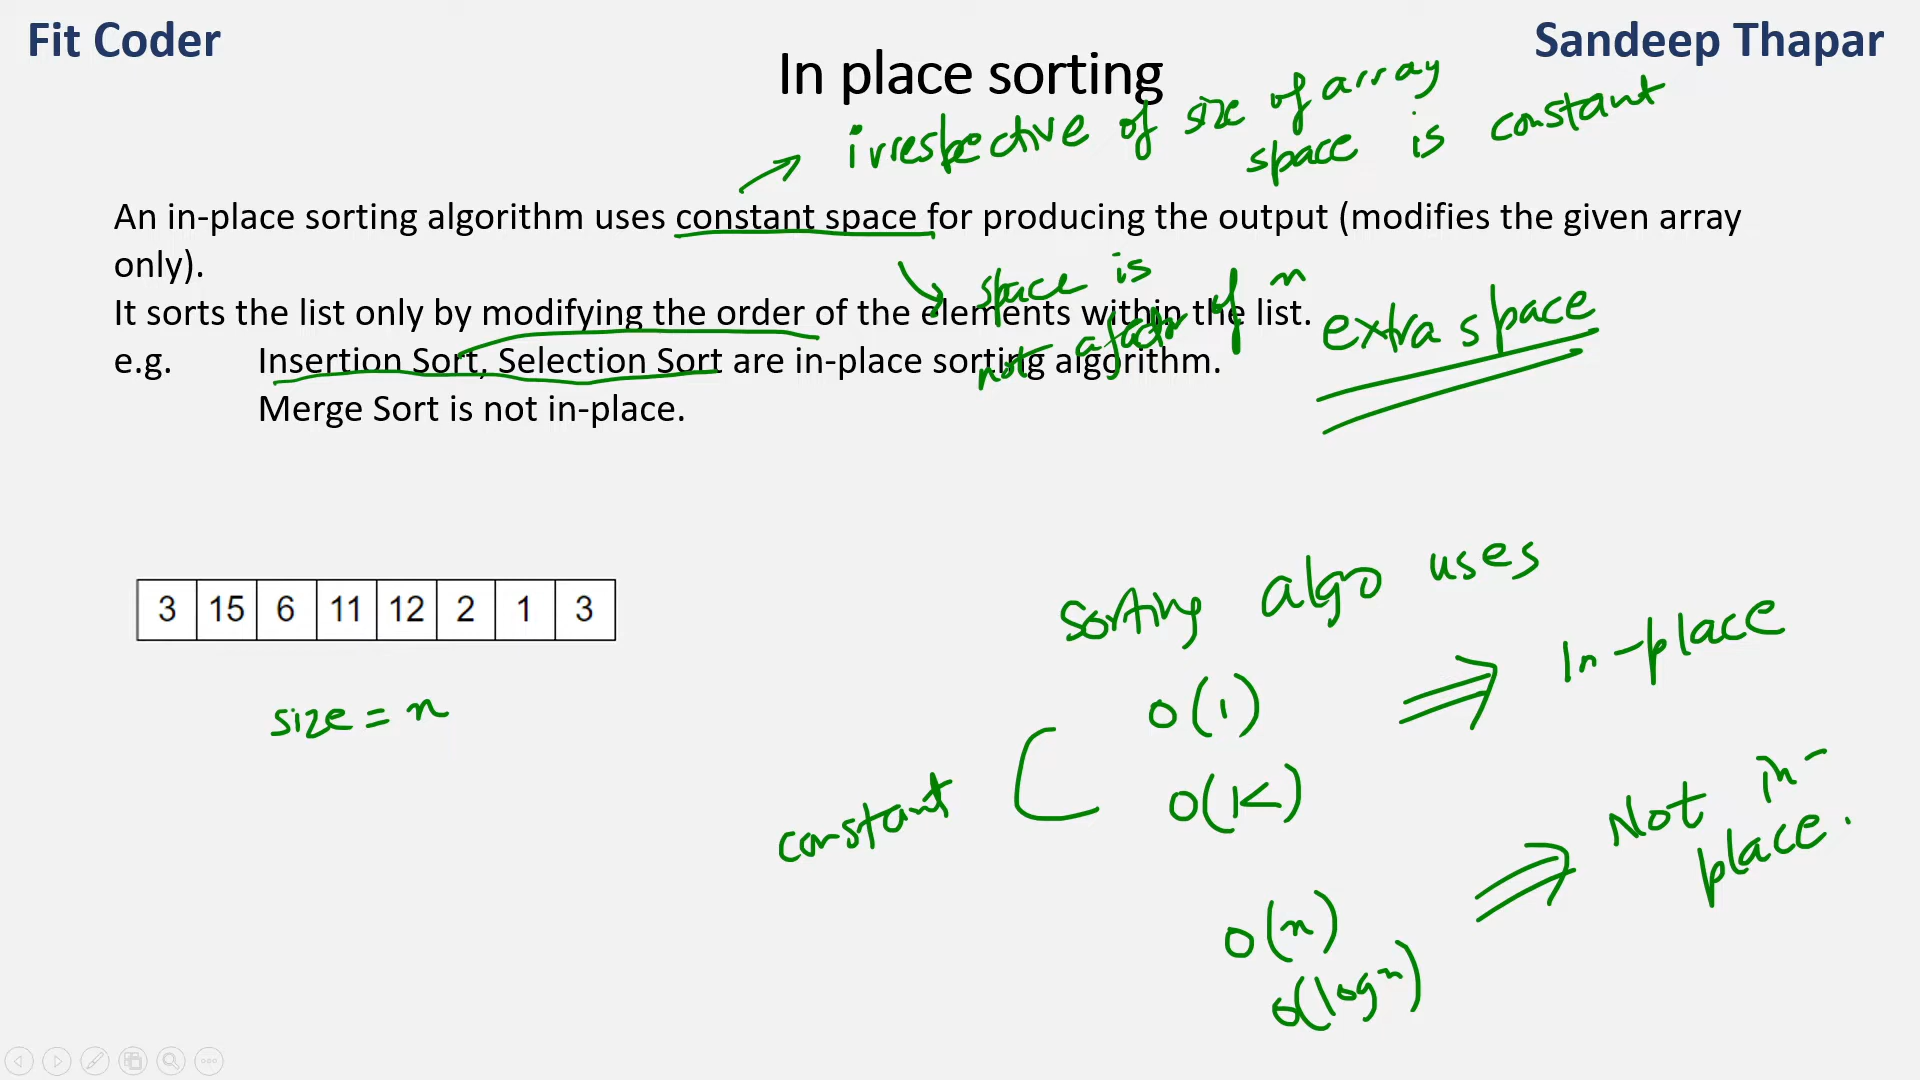 Fit Coder
Sandeep Thapar
In place sorting
irrespective of size of array
space is constant
An in-place sorting algorithm uses constant space for producing the output (modifies the given array
only).
space is
not a factor of n
It sorts the list only by modifying the order of the elements within the list.
extra space
e.g. Insertion Sort, Selection Sort are in-place sorting algorithm.
Merge Sort is not in-place.
3 15 6 11 12 2 1 3
size = n
sorting algo uses
O(1)
In-place
constant
O(K)
Not in-
place.
O(n)
O(log n)